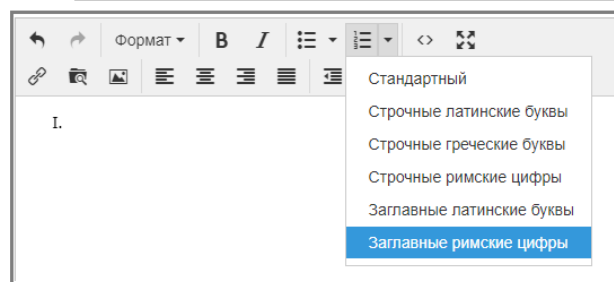 Формат B I
Стандартный
I.
Строчные латинские буквы
Строчные греческие буквы
Строчные римские цифры
Заглавные латинские буквы
Заглавные римские цифры